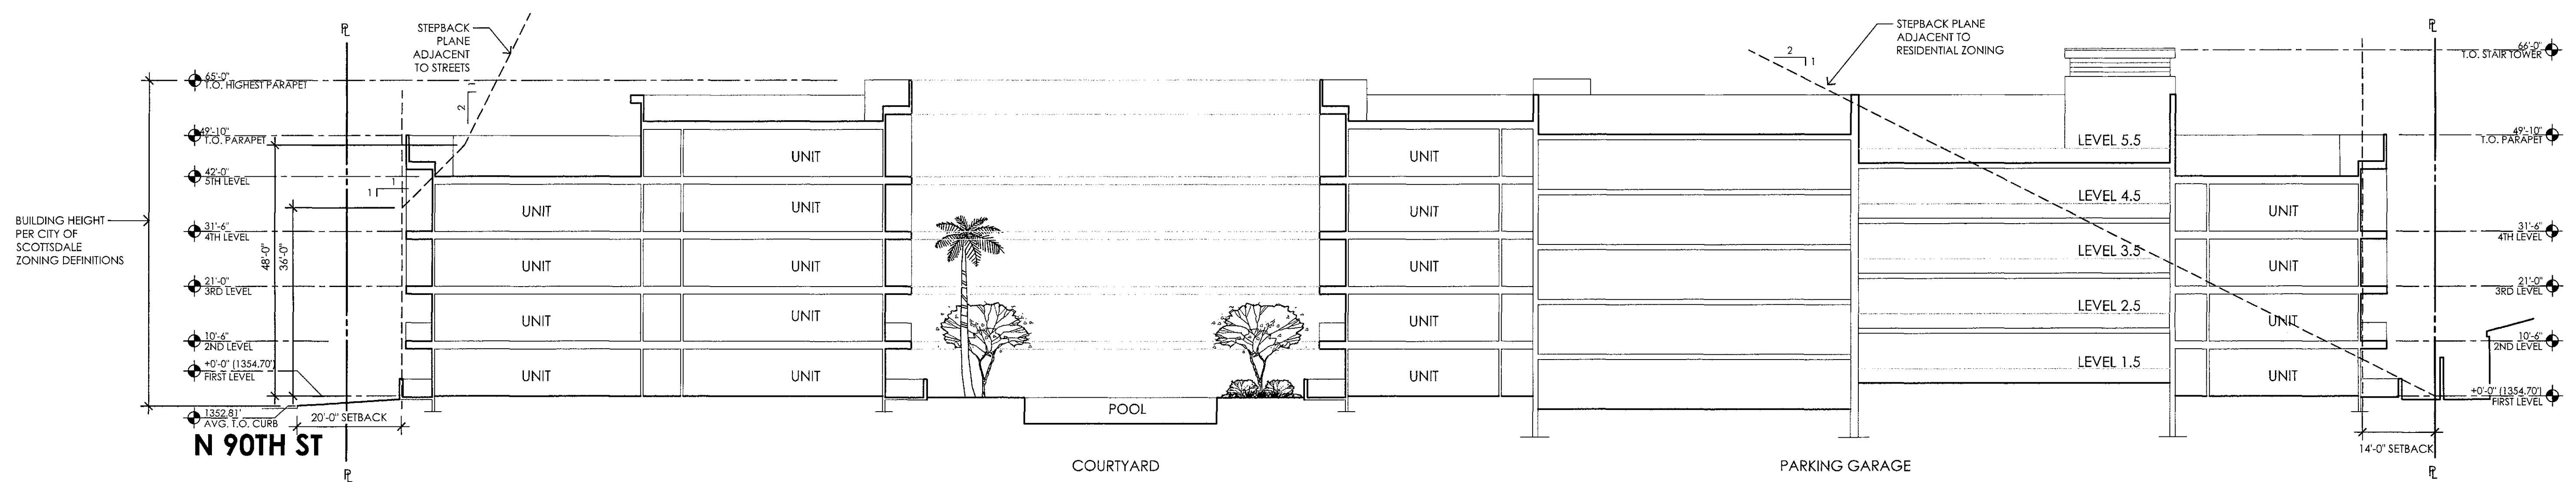 BUILDING HEIGHT
PER CITY OF
SCOTTSDALE
ZONING DEFINITIONS
65'-0"
T.O. HIGHEST PARAPET
49'-10"
T.O. PARAPET
42'-0"
5TH LEVEL
31'-6"
4TH LEVEL
21'-0"
3RD LEVEL
10'-6"
2ND LEVEL
+0'-0" (1354.70')
FIRST LEVEL
1352.81'
AVG. T.O. CURB
N 90TH ST
PL
PL
20'-0" SETBACK
48'-0"
36'-0"
STEPBACK
PLANE
ADJACENT
TO STREETS
1
2
1
1
UNIT
UNIT
UNIT
UNIT
UNIT
UNIT
UNIT
UNIT
UNIT
POOL
COURTYARD
UNIT
UNIT
UNIT
UNIT
UNIT
2
1
STEPBACK PLANE
ADJACENT TO
RESIDENTIAL ZONING
LEVEL 5.5
LEVEL 4.5
LEVEL 3.5
LEVEL 2.5
LEVEL 1.5
PARKING GARAGE
UNIT
UNIT
UNIT
UNIT
PL
PL
14'-0" SETBACK
66'-0"
T.O. STAIR TOWER
49'-10"
T.O. PARAPET
31'-6"
4TH LEVEL
21'-0"
3RD LEVEL
10'-6"
2ND LEVEL
+0'-0" (1354.70')
FIRST LEVEL